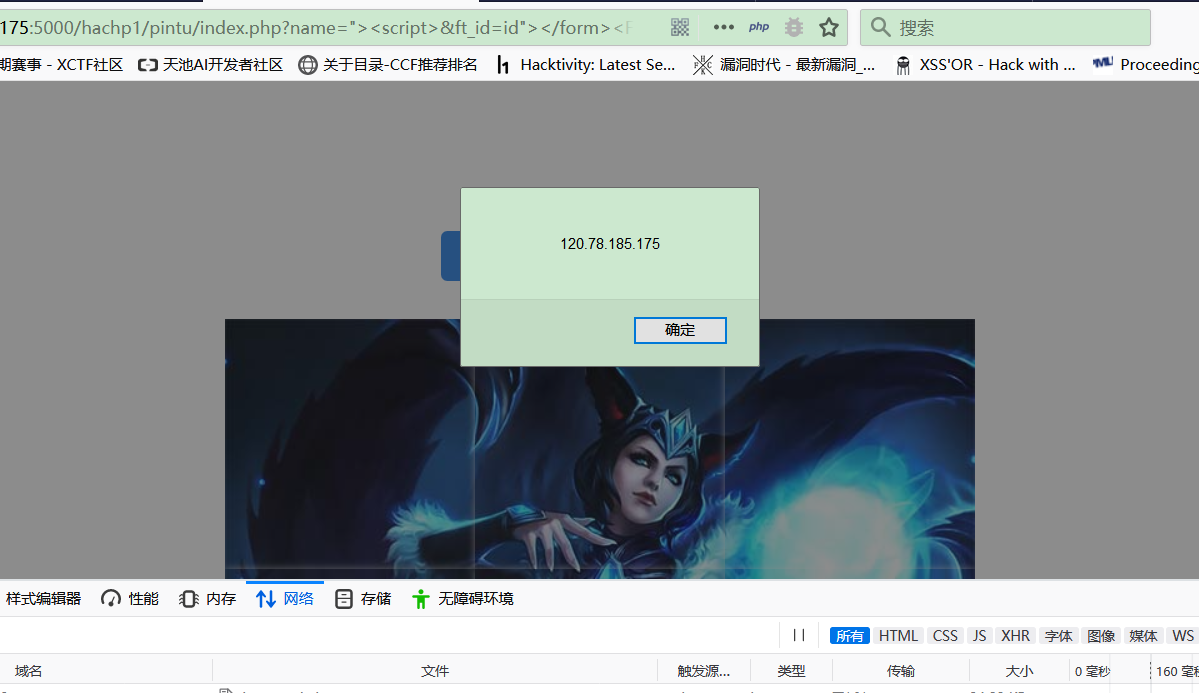 175:5000/hachp1/pintu/index.php?name="><script>&ft_id=id"></form><F
php
搜索
期赛事 - XCTF社区
天池AI开发者社区
关于目录-CCF推荐排名
Hacktivity: Latest Se...
漏洞时代 - 最新漏洞_...
XSS'OR - Hack with ...
Proceeding
120.78.185.175
确定
样式编辑器
性能
内存
网络
存储
无障碍环境
所有 HTML CSS JS XHR 字体 图像 媒体 WS
域名 文件 触发源... 类型 传输 大小 0 毫秒 160 毫秒